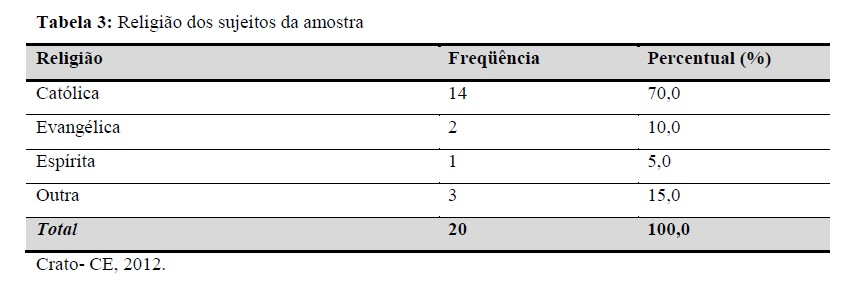 Tabela 3: Religião dos sujeitos da amostra
Religião Freqüência Percentual (%)
Católica 14 70,0
Evangélica 2 10,0
Espírita 1 5,0
Outra 3 15,0
Total 20 100,0
Crato- CE, 2012.